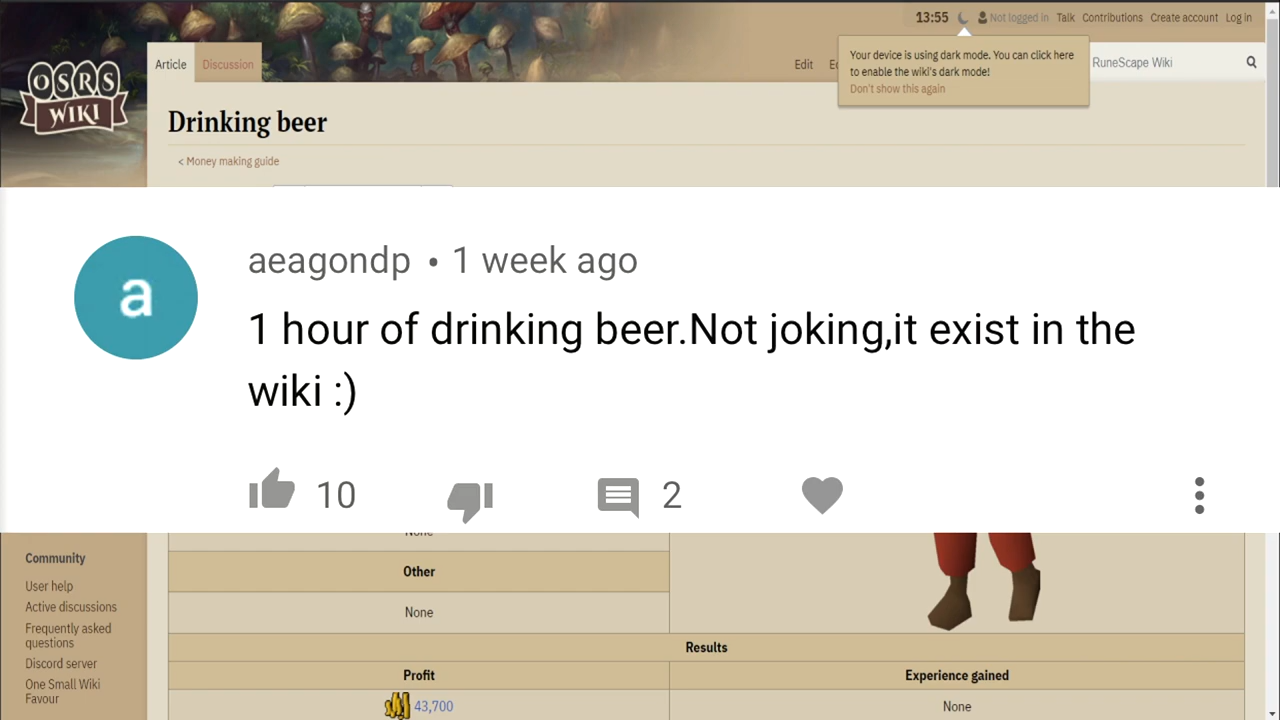 13:55 Not logged in Talk Contributions Create account Log in
Article Discussion Edit
Your device is using dark mode. You can click here
to enable the wiki's dark mode!
Don't show this again
RuneScape Wiki
OSRS
WIKI
Drinking beer
< Money making guide
a
aeagondp • 1 week ago
1 hour of drinking beer.Not joking,it exist in the
wiki :)
10 2
None
Community
User help
Active discussions
Frequently asked
questions
Discord server
One Small Wiki
Favour
Other
None
Results
Profit Experience gained
43,700 None